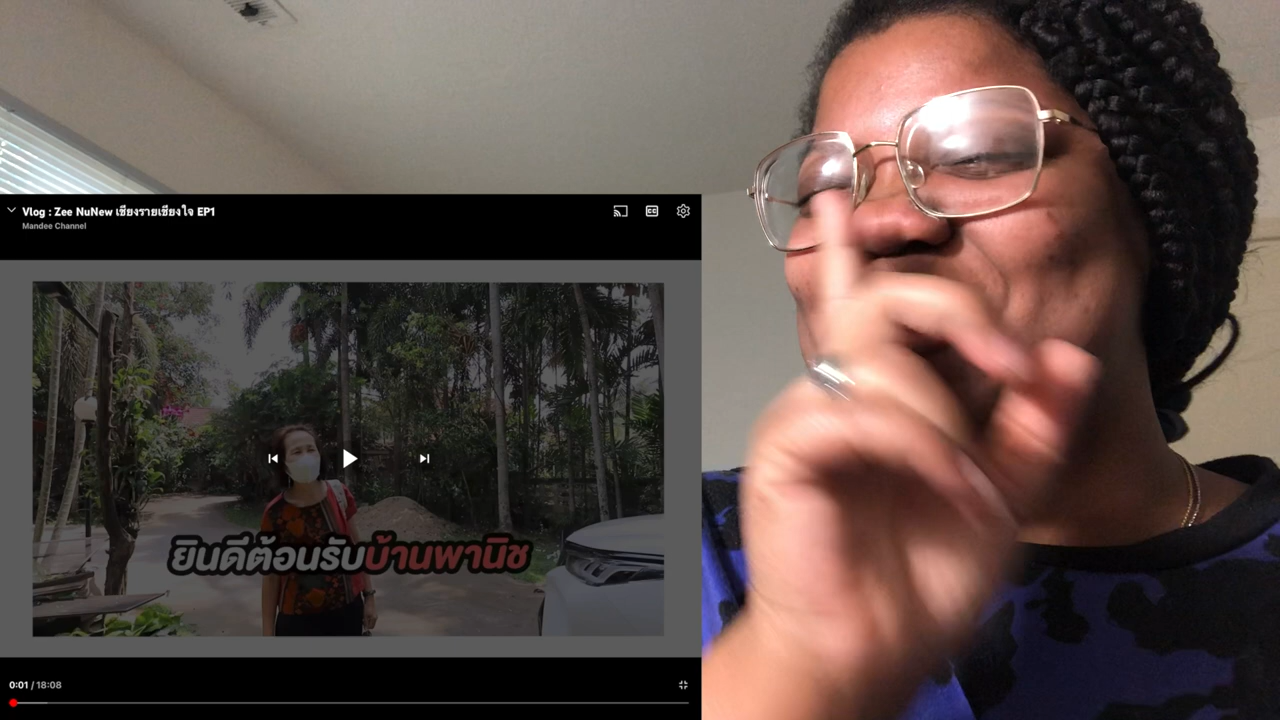 Vlog : Zee NuNew เชียงรายเชียงใจ EP1
Mandee Channel
CC
ยินดีต้อนรับบ้านพานิช
0:01 / 18:08